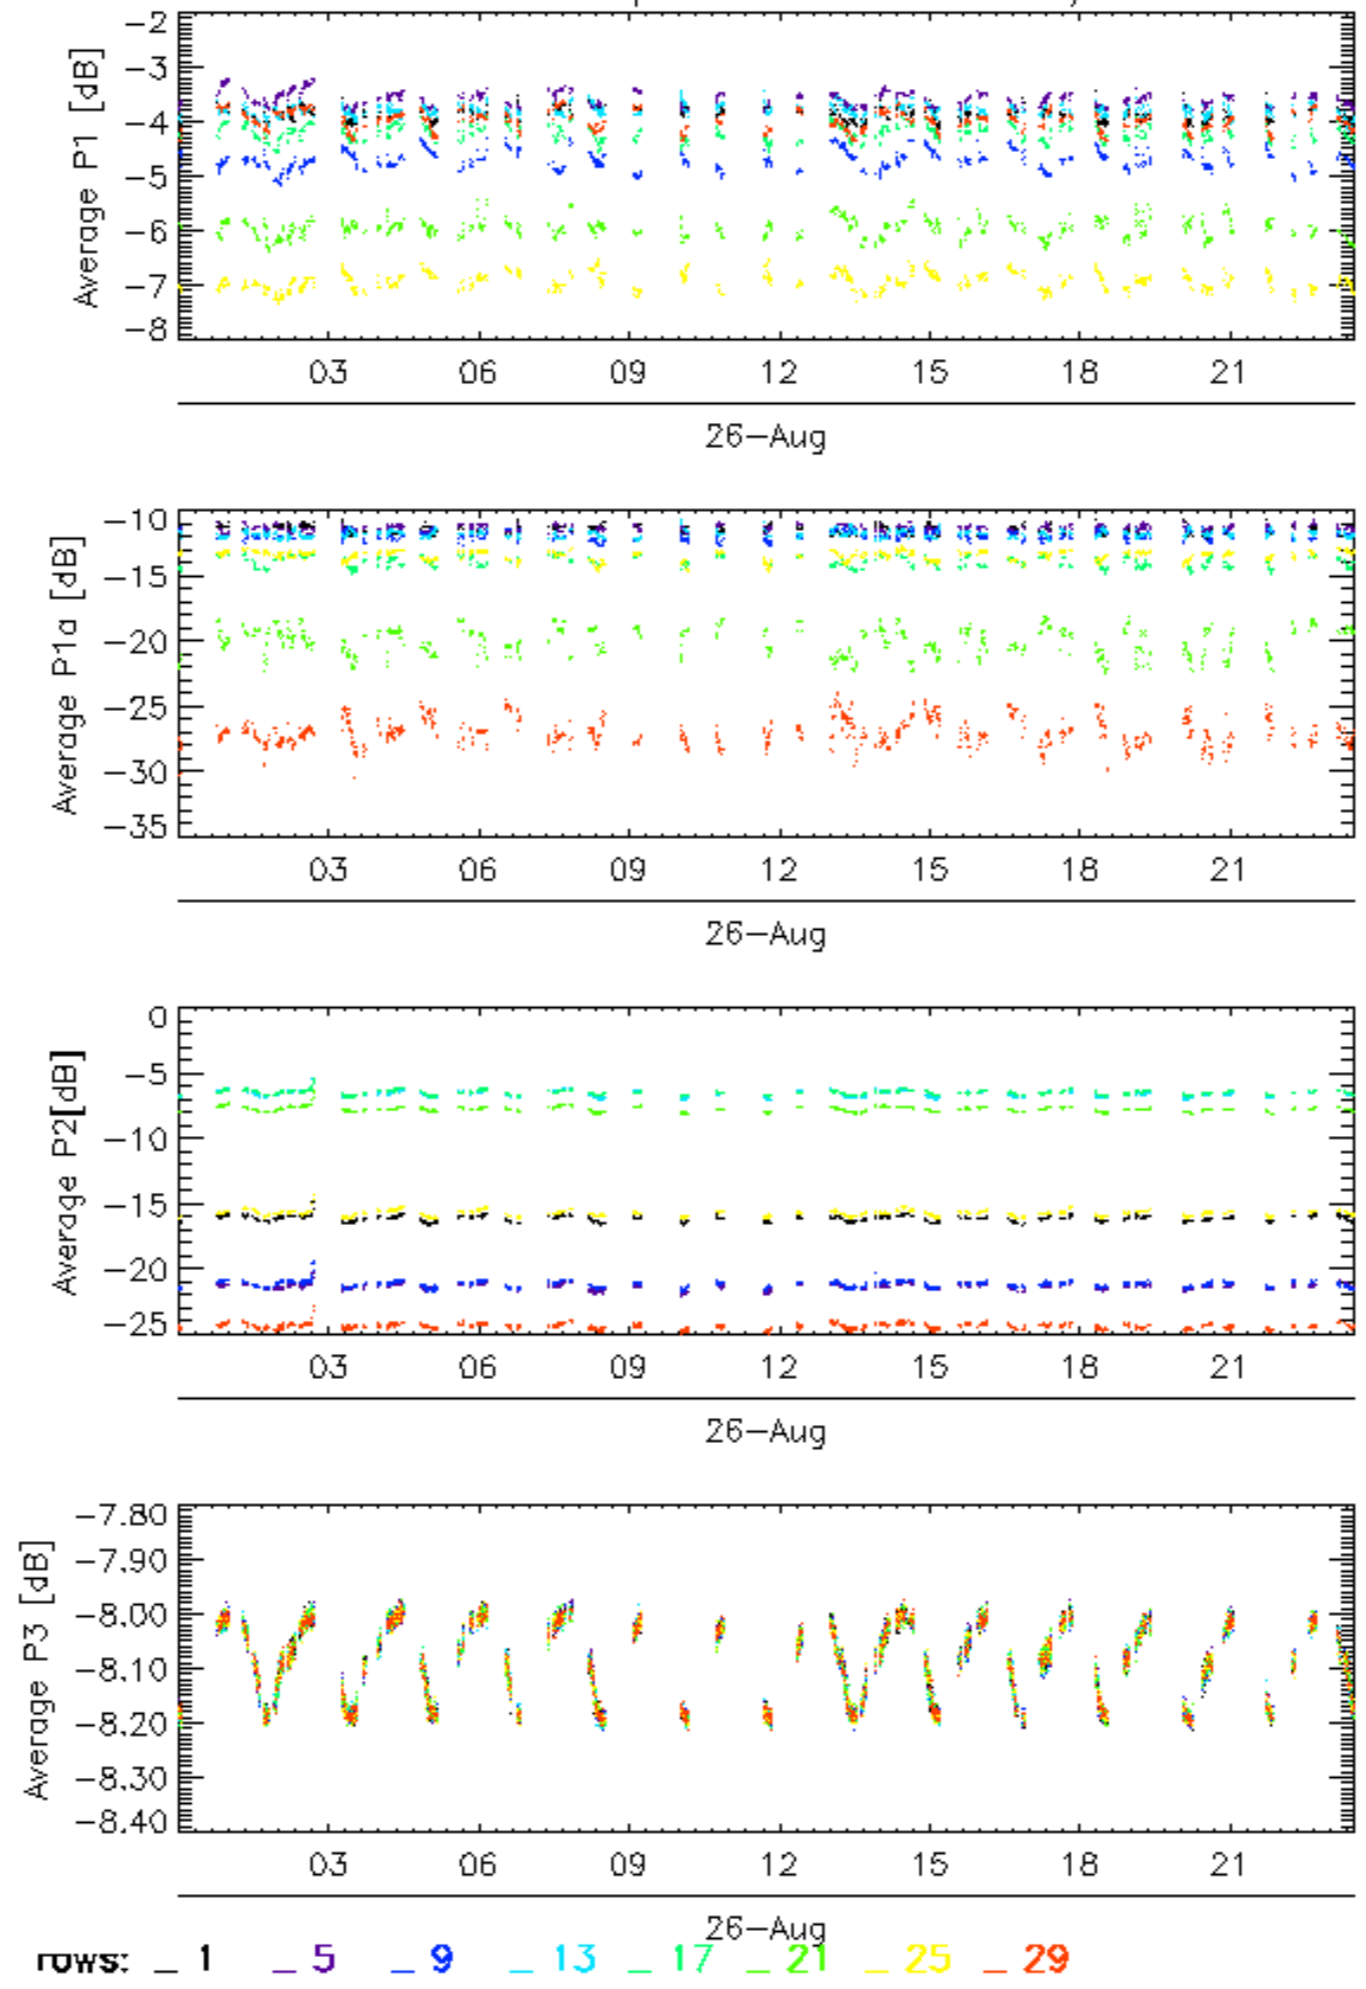 Average P1 [dB]
-2
-3
-4
-5
-6
-7
-8
03 06 09 12 15 18 21
26-Aug
Average P1a [dB]
-10
-15
-20
-25
-30
-35
03 06 09 12 15 18 21
26-Aug
Average P2[dB]
0
-5
-10
-15
-20
-25
03 06 09 12 15 18 21
26-Aug
Average P3 [dB]
-7.80
-7.90
-8.00
-8.10
-8.20
-8.30
-8.40
03 06 09 12 15 18 21
26-Aug
rows: _ 1 _ 5 _ 9 _ 13 _ 17 _ 21 _ 25 _ 29